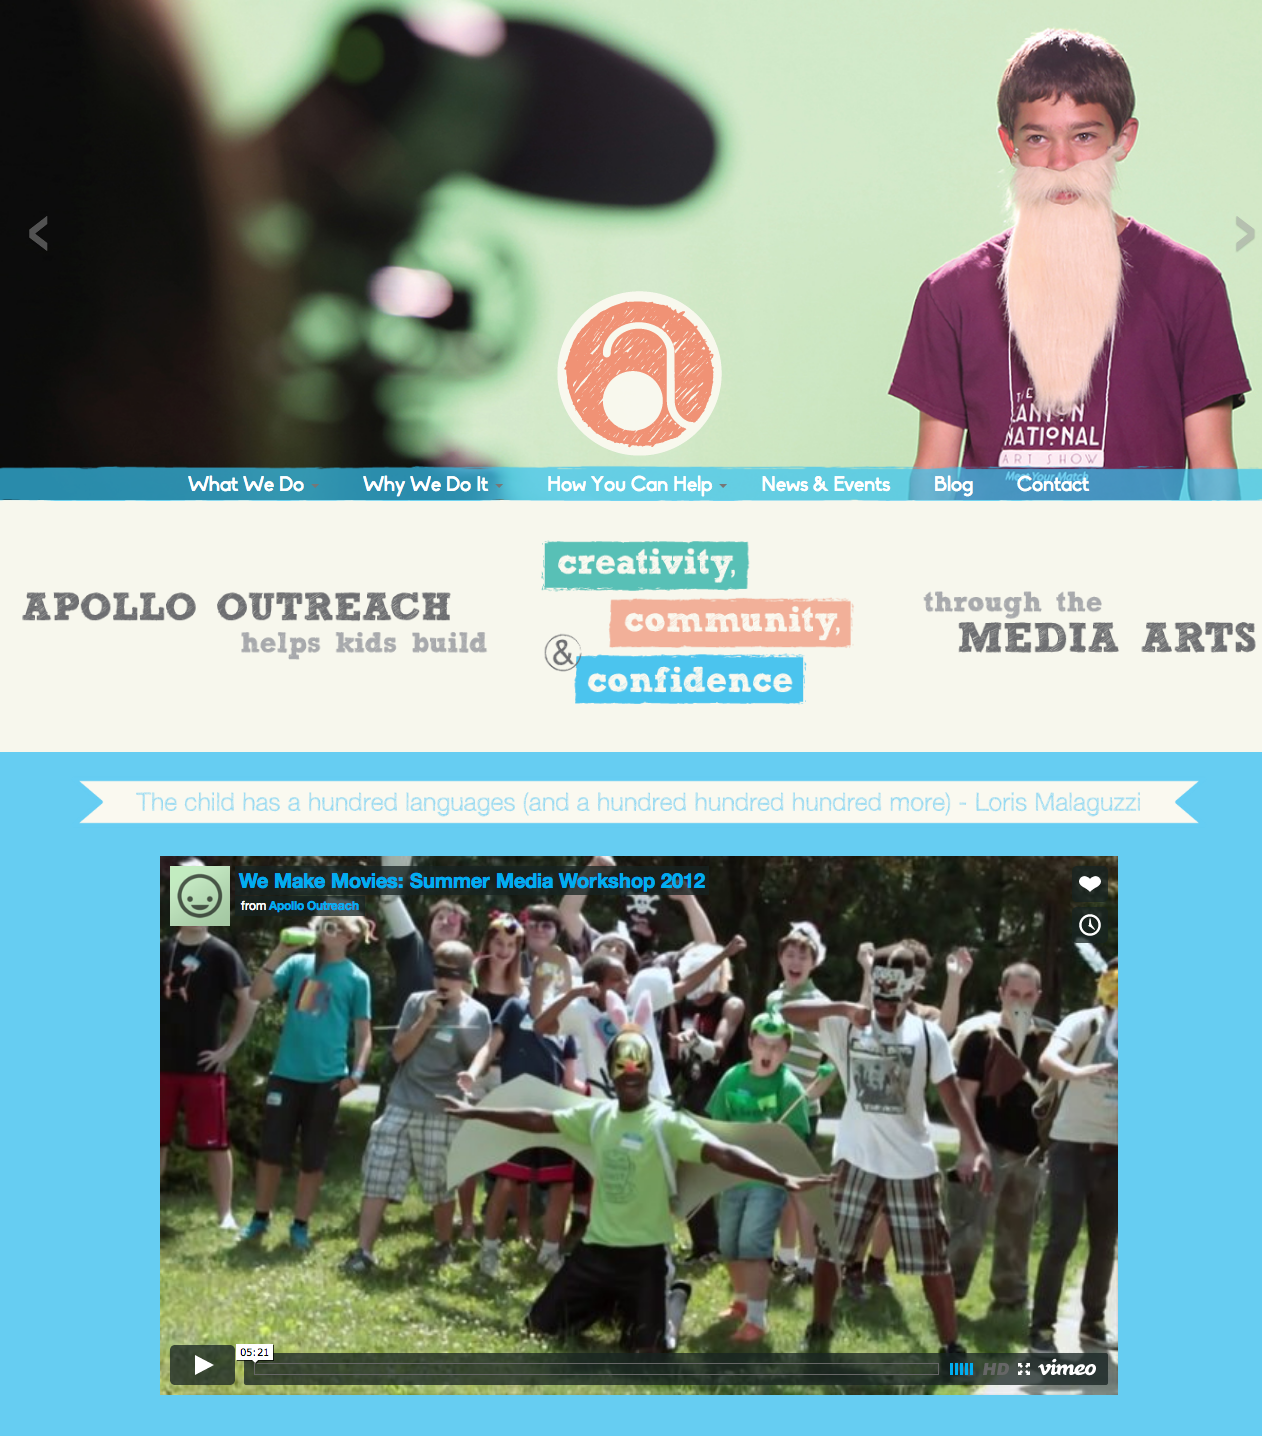 THE
CANYON
NATIONAL
ART SHOW
Meet Your Match
What We Do
Why We Do It
How You Can Help
News & Events
Blog
Contact
APOLLO OUTREACH
helps kids build
creativity,
community,
&
confidence
through the
MEDIA ARTS
The child has a hundred languages (and a hundred hundred hundred more) - Loris Malaguzzi
We Make Movies: Summer Media Workshop 2012
from Apollo Outreach
05:21
HD
vimeo